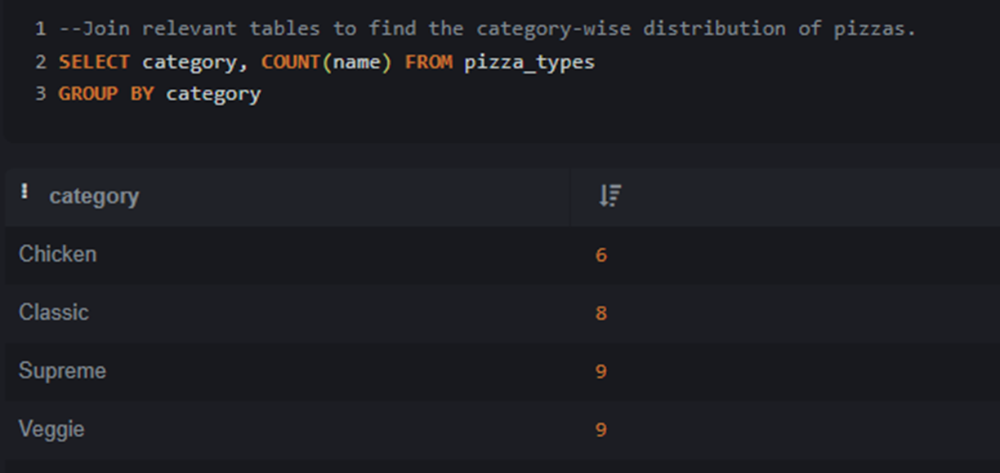 1 --Join relevant tables to find the category-wise distribution of pizzas.
2 SELECT category, COUNT(name) FROM pizza_types
3 GROUP BY category
category
Chicken 6
Classic 8
Supreme 9
Veggie 9